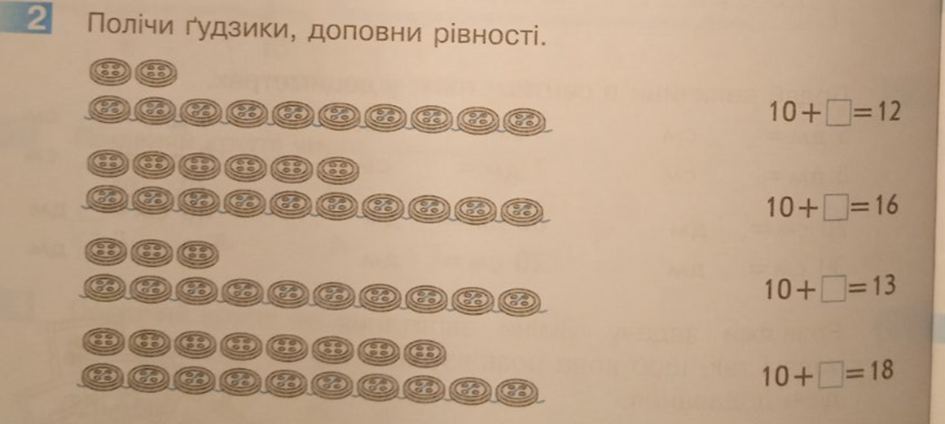 2 Полічи ґудзики, доповни рівності.
10+□=12
10+□=16
10+□=13
10+□=18